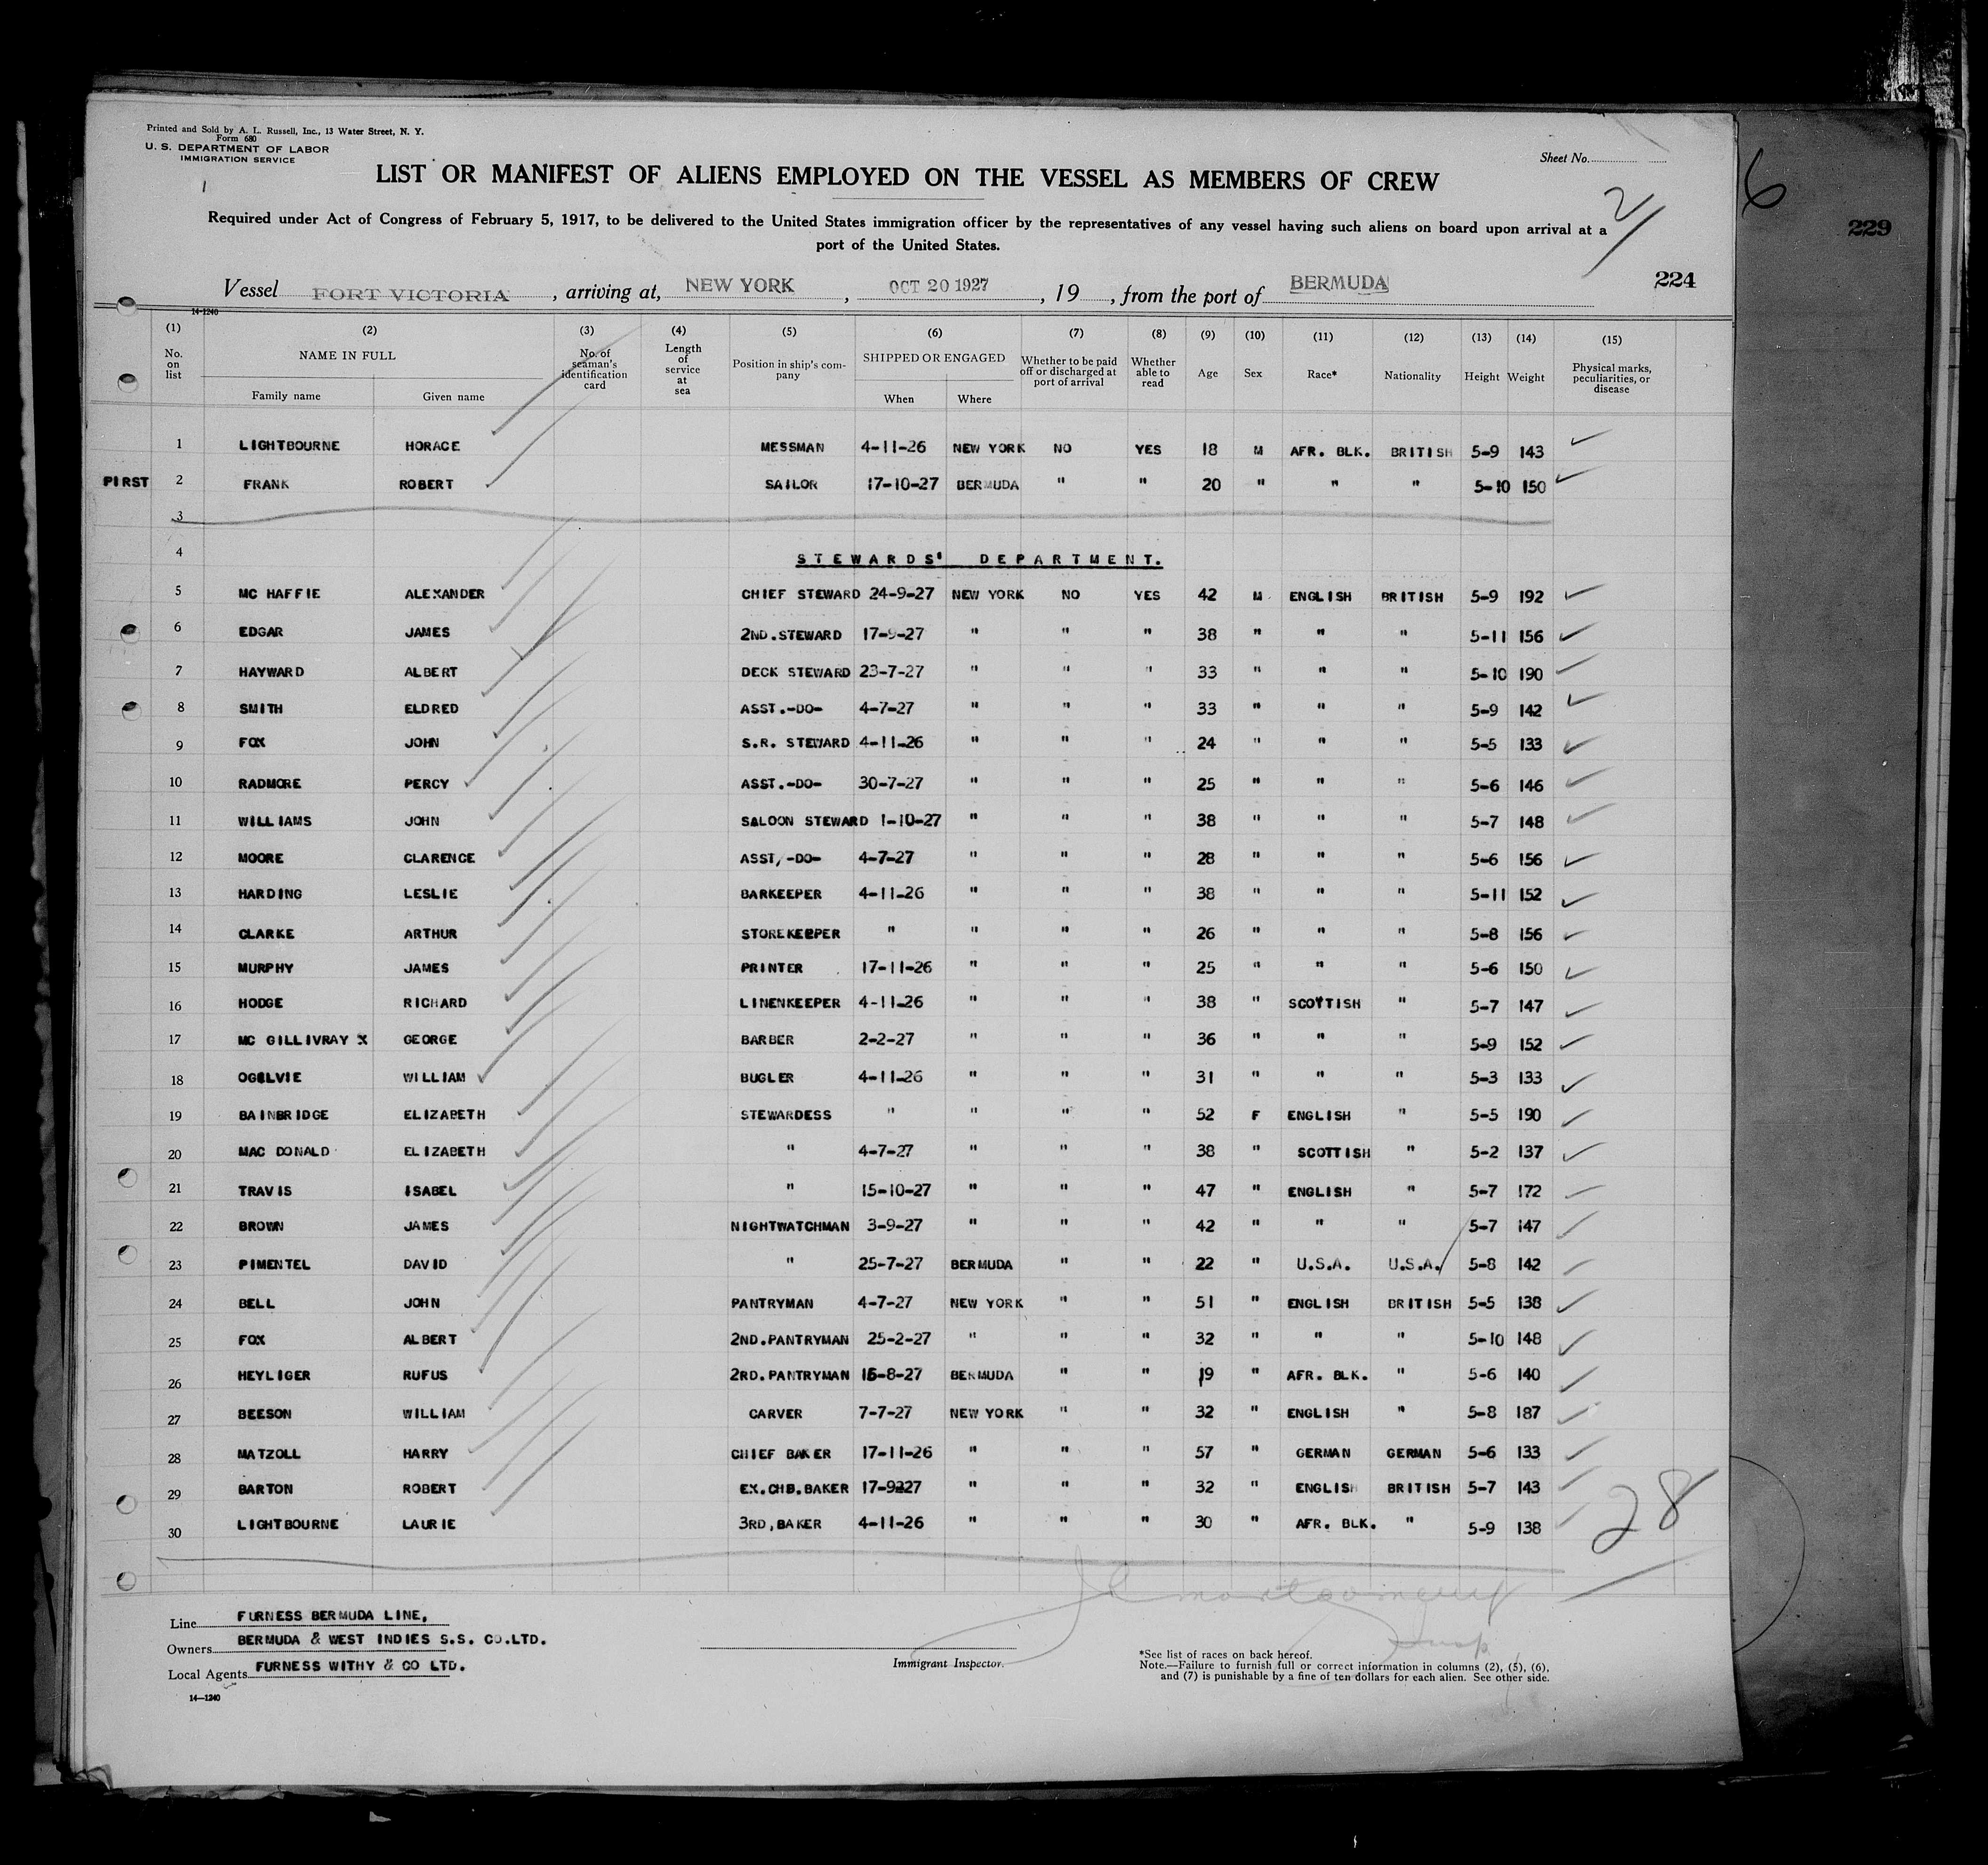 Printed and Sold by A. L. Russell, Inc., 13 Water Street, N. Y.
Form 680
U. S. DEPARTMENT OF LABOR
IMMIGRATION SERVICE
Sheet No.
LIST OR MANIFEST OF ALIENS EMPLOYED ON THE VESSEL AS MEMBERS OF CREW
6
229
2
Required under Act of Congress of February 5, 1917, to be delivered to the United States immigration officer by the representatives of any vessel having such aliens on board upon arrival at a
port of the United States.
Vessel FORT VICTORIA, arriving at, NEW YORK, OCT 20 1927, 19, from the port of BERMUDA
224
14-1240
(1) (2) (3) (4) (5) (6) (7) (8) (9) (10) (11) (12) (13) (14) (15)
No. on list NAME IN FULL Family name Given name No. of seaman's identification card Length of service at sea Position in ship's company SHIPPED OR ENGAGED When Where Whether to be paid off or discharged at port of arrival Whether able to read Age Sex Race* Nationality Height Weight Physical marks, peculiarities, or disease
1 LIGHTBOURNE HORACE MESSMAN 4-11-26 NEW YORK NO YES 18 M AFR. BLK. BRITISH 5-9 143
FIRST 2 FRANK ROBERT SAILOR 17-10-27 BERMUDA " " 20 " " " 5-10 150
3
4 STEWARDS' DEPARTMENT.
5 MC HAFFIE ALEXANDER CHIEF STEWARD 24-9-27 NEW YORK NO YES 42 M ENGLISH BRITISH 5-9 192
6 EDGAR JAMES 2ND.STEWARD 17-9-27 " " " 38 " " " 5-11 156
7 HAYWARD ALBERT DECK STEWARD 23-7-27 " " " 33 " " " 5-10 190
8 SMITH ELDRED ASST.-DO- 4-7-27 " " " 33 " " " 5-9 142
9 FOX JOHN S.R. STEWARD 4-11-26 " " " 24 " " " 5-5 133
10 RADMORE PERCY ASST.-DO- 30-7-27 " " " 25 " " " 5-6 146
11 WILLIAMS JOHN SALOON STEWARD 1-10-27 " " " 38 " " " 5-7 148
12 MOORE CLARENCE ASST/-DO- 4-7-27 " " " 28 " " " 5-6 156
13 HARDING LESLIE BARKEEPER 4-11-26 " " " 38 " " " 5-11 152
14 CLARKE ARTHUR STOREKEEPER " " " " 26 " " " 5-8 156
15 MURPHY JAMES PRINTER 17-11-26 " " " 25 " " " 5-6 150
16 HODGE RICHARD LINENKEEPER 4-11-26 " " " 38 " SCOTTISH " 5-7 147
17 MC GILLIVRAY X GEORGE BARBER 2-2-27 " " " 36 " " " 5-9 152
18 OGELVIE WILLIAM BUGLER 4-11-26 " " " 31 " " " 5-3 133
19 BAINBRIDGE ELIZABETH STEWARDESS " " " " 52 F ENGLISH " 5-5 190
20 MAC DONALD ELIZABETH " 4-7-27 " " " 38 " SCOTTISH " 5-2 137
21 TRAVIS ISABEL " 15-10-27 " " " 47 " ENGLISH " 5-7 172
22 BROWN JAMES NIGHTWATCHMAN 3-9-27 " " " 42 " " " 5-7 147
23 PIMENTEL DAVID " 25-7-27 BERMUDA " " 22 " U.S.A. U.S.A. 5-8 142
24 BELL JOHN PANTRYMAN 4-7-27 NEW YORK " " 51 " ENGLISH BRITISH 5-5 138
25 FOX ALBERT 2ND.PANTRYMAN 25-2-27 " " " 32 " " " 5-10 148
26 HEYLIGER RUFUS 2RD.PANTRYMAN 15-8-27 BERMUDA " " 19 " AFR. BLK. " 5-6 140
27 BEESON WILLIAM CARVER 7-7-27 NEW YORK " " 32 " ENGLISH " 5-8 187
28 MATZOLL HARRY CHIEF BAKER 17-11-26 " " " 57 " GERMAN GERMAN 5-6 133
29 BARTON ROBERT EX.CHB.BAKER 17-9227 " " " 32 " ENGLISH BRITISH 5-7 143
30 LIGHTBOURNE LAURIE 3RD,BAKER 4-11-26 " " " 30 " AFR. BLK. " 5-9 138
28
Line FURNESS BERMUDA LINE,
Owners BERMUDA & WEST INDIES S.S. CO.LTD.
Local Agents FURNESS WITHY & CO LTD.
14-1240
Montgomery
Insp.
Immigrant Inspector.
*See list of races on back hereof.
Note.—Failure to furnish full or correct information in columns (2), (5), (6),
and (7) is punishable by a fine of ten dollars for each alien. See other side.